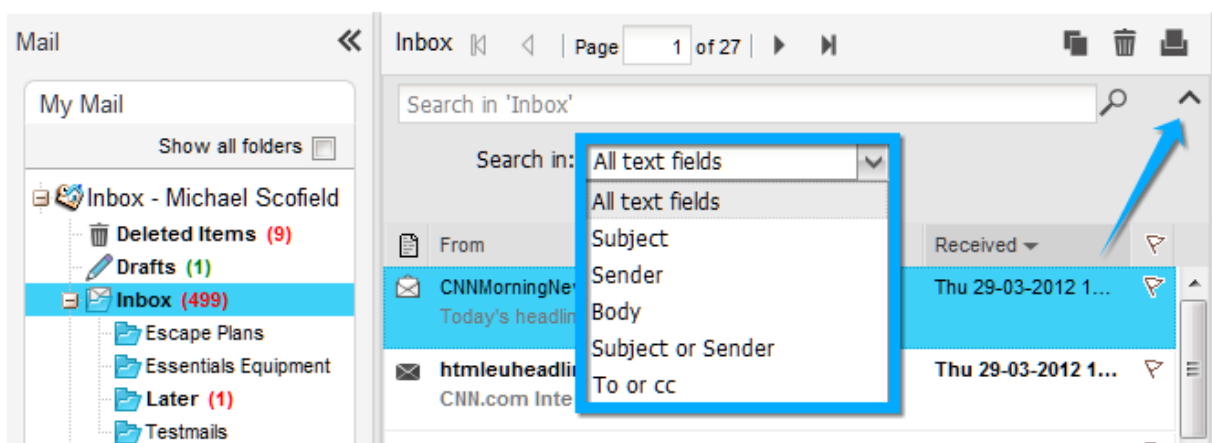 Mail
My Mail
Show all folders
Inbox - Michael Scofield
Deleted Items (9)
Drafts (1)
Inbox (499)
Escape Plans
Essentials Equipment
Later (1)
Testmails
Inbox Page 1 of 27
Search in 'Inbox'
Search in: All text fields
All text fields
Subject
Sender
Body
Subject or Sender
To or cc
From Received
CNNMorningNe Thu 29-03-2012 1...
Today's headlin
htmleuheadli Thu 29-03-2012 1...
CNN.com Inte